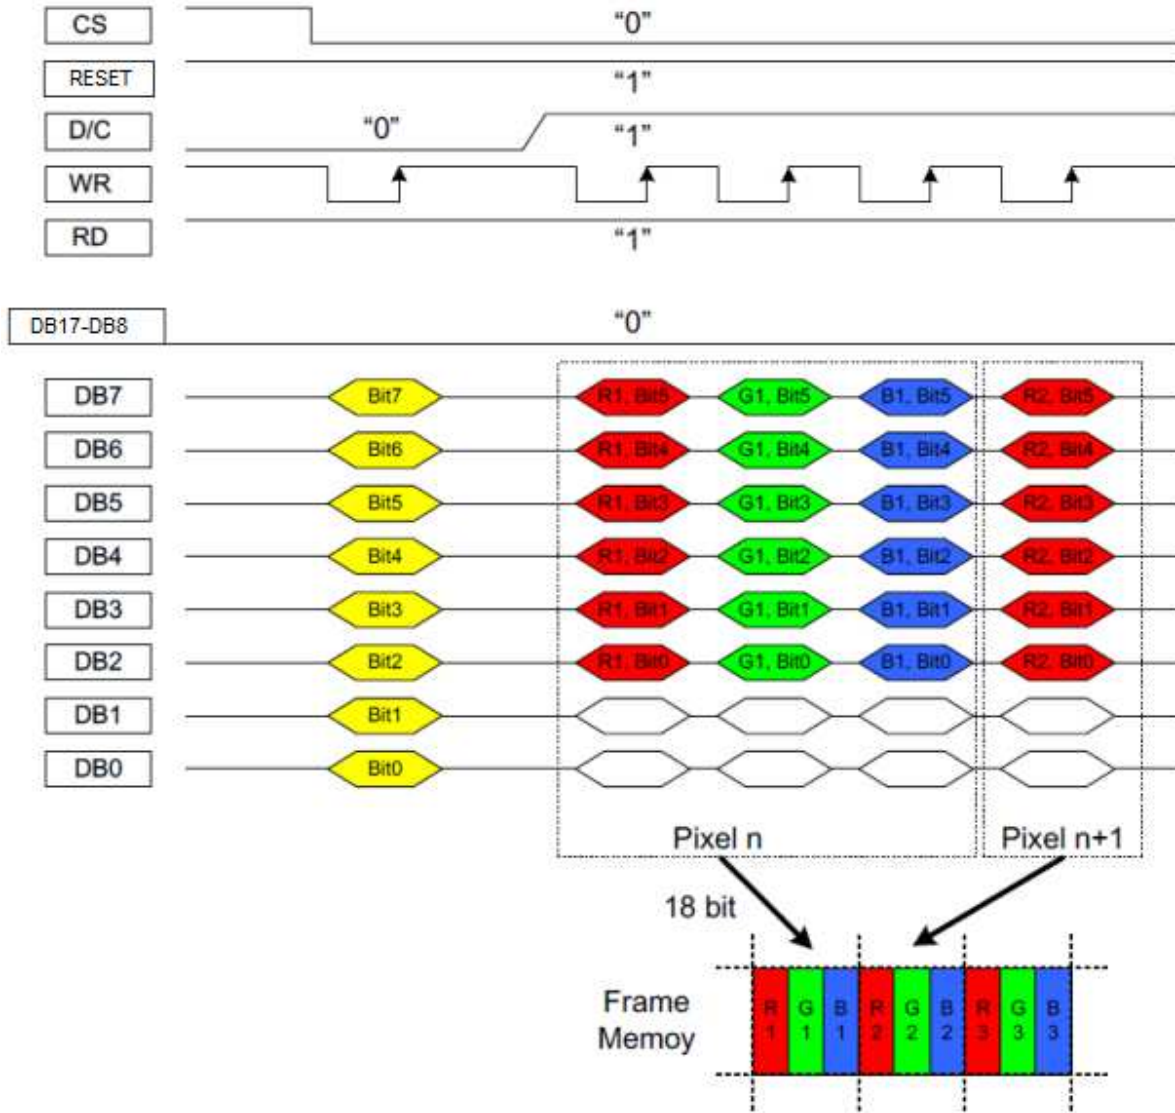 CS “0”
RESET “1”
D/C “0” “1”
WR
RD “1”
DB17-DB8 “0”
DB7 Bit7 R1, Bit5 G1, Bit5 B1, Bit5 R2, Bit5
DB6 Bit6 R1, Bit4 G1, Bit4 B1, Bit4 R2, Bit4
DB5 Bit5 R1, Bit3 G1, Bit3 B1, Bit3 R2, Bit3
DB4 Bit4 R1, Bit2 G1, Bit2 B1, Bit2 R2, Bit2
DB3 Bit3 R1, Bit1 G1, Bit1 B1, Bit1 R2, Bit1
DB2 Bit2 R1, Bit0 G1, Bit0 B1, Bit0 R2, Bit0
DB1 Bit1
DB0 Bit0
Pixel n Pixel n+1
18 bit
Frame
Memoy
R G B R G B R G B
1 1 1 2 2 2 3 3 3